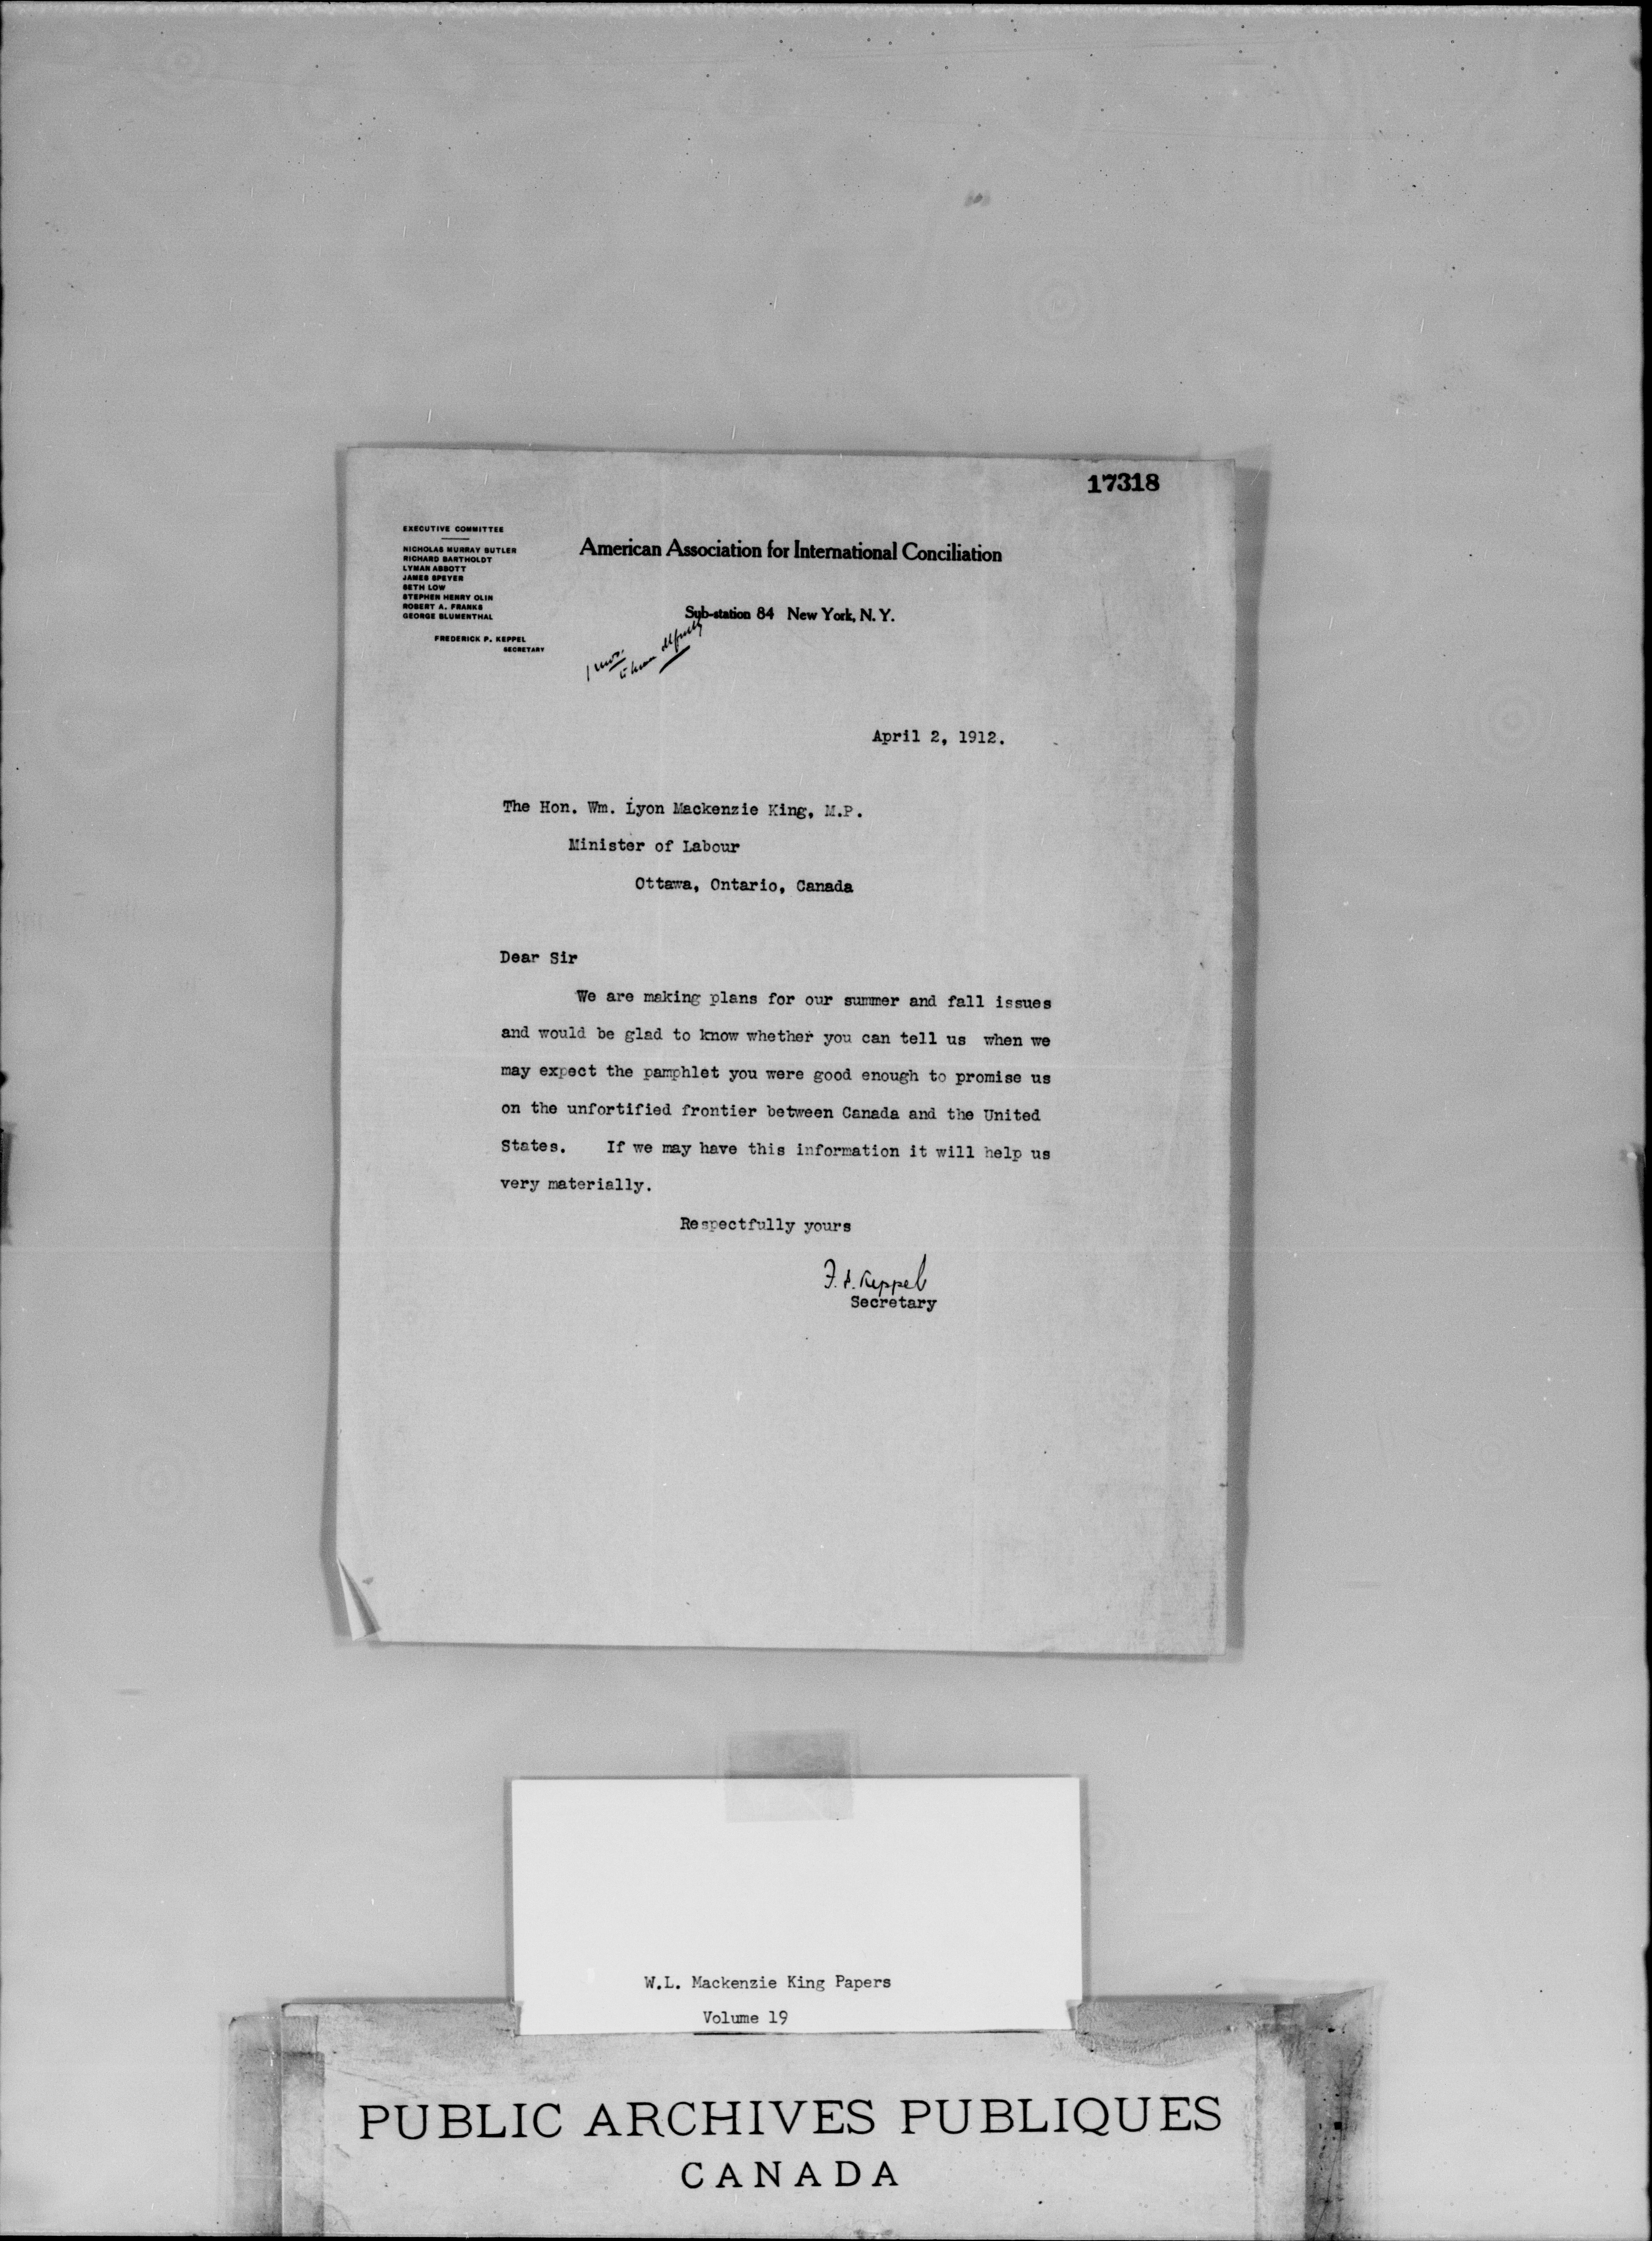 17318
EXECUTIVE COMMITTEE
NICHOLAS MURRAY BUTLER
RICHARD BARTHOLDT
LYMAN ABBOTT
JAMES SPEYER
SETH LOW
STEPHEN HENRY OLIN
ROBERT A. FRANKS
GEORGE BLUMENTHAL
FREDERICK P. KEPPEL
SECRETARY
American Association for International Conciliation
Sub-station 84 New York, N. Y.
April 2, 1912.
The Hon. Wm. Lyon Mackenzie King, M.P.
Minister of Labour
Ottawa, Ontario, Canada
Dear Sir
We are making plans for our summer and fall issues
and would be glad to know whether you can tell us when we
may expect the pamphlet you were good enough to promise us
on the unfortified frontier between Canada and the United
States. If we may have this information it will help us
very materially.
Respectfully yours
F. P. Keppel
Secretary
W.L. Mackenzie King Papers
Volume 19
PUBLIC ARCHIVES PUBLIQUES
CANADA